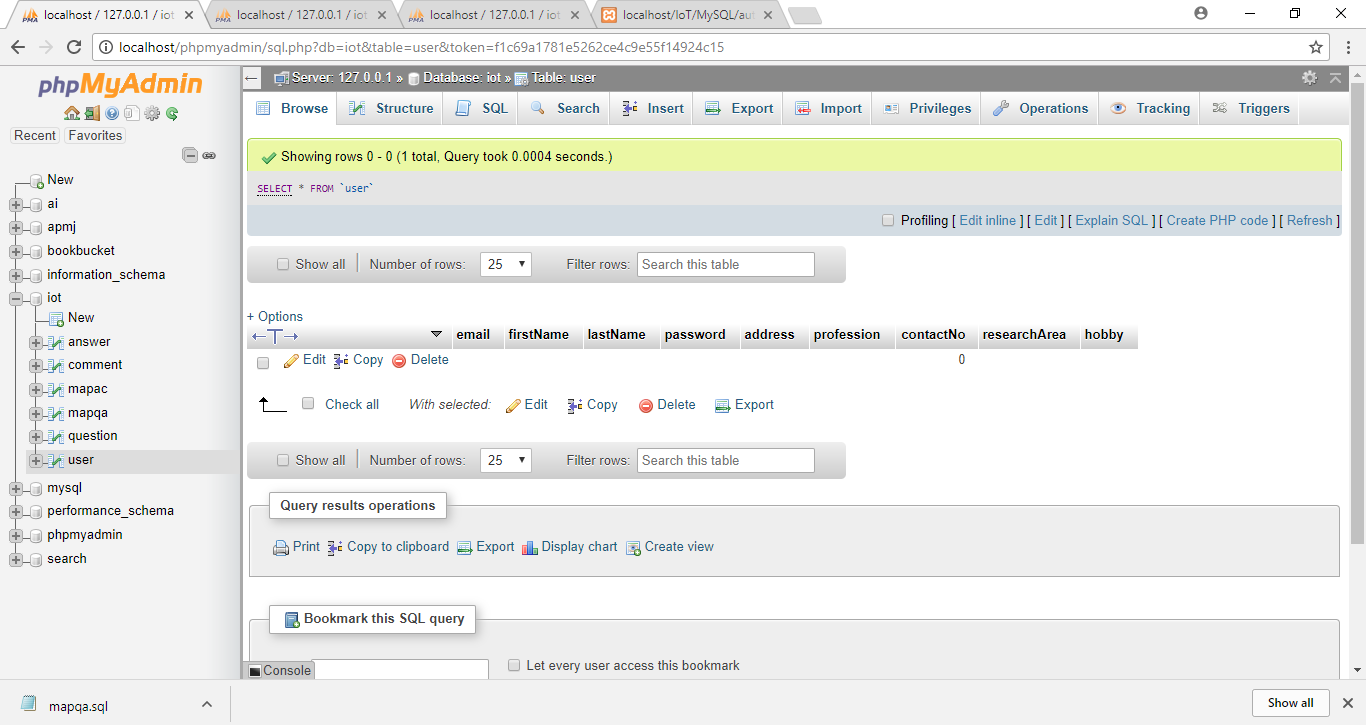 localhost / 127.0.0.1 / iot
localhost / 127.0.0.1 / iot
localhost / 127.0.0.1 / iot
localhost/IoT/MySQL/au
localhost/phpmyadmin/sql.php?db=iot&table=user&token=f1c69a1781e5262ce4c9e55f14924c15
phpMyAdmin
Recent Favorites
New
ai
apmj
bookbucket
information_schema
iot
New
answer
comment
mapac
mapqa
question
user
mysql
performance_schema
phpmyadmin
search
Server: 127.0.0.1 » Database: iot » Table: user
Browse Structure SQL Search Insert Export Import Privileges Operations Tracking Triggers
Showing rows 0 - 0 (1 total, Query took 0.0004 seconds.)
SELECT * FROM `user`
Profiling [ Edit inline ] [ Edit ] [ Explain SQL ] [ Create PHP code ] [ Refresh ]
Show all Number of rows: 25 Filter rows: Search this table
+ Options
email firstName lastName password address profession contactNo researchArea hobby
Edit Copy Delete 0
Check all With selected: Edit Copy Delete Export
Show all Number of rows: 25 Filter rows: Search this table
Query results operations
Print Copy to clipboard Export Display chart Create view
Bookmark this SQL query
Console Let every user access this bookmark
mapqa.sql Show all